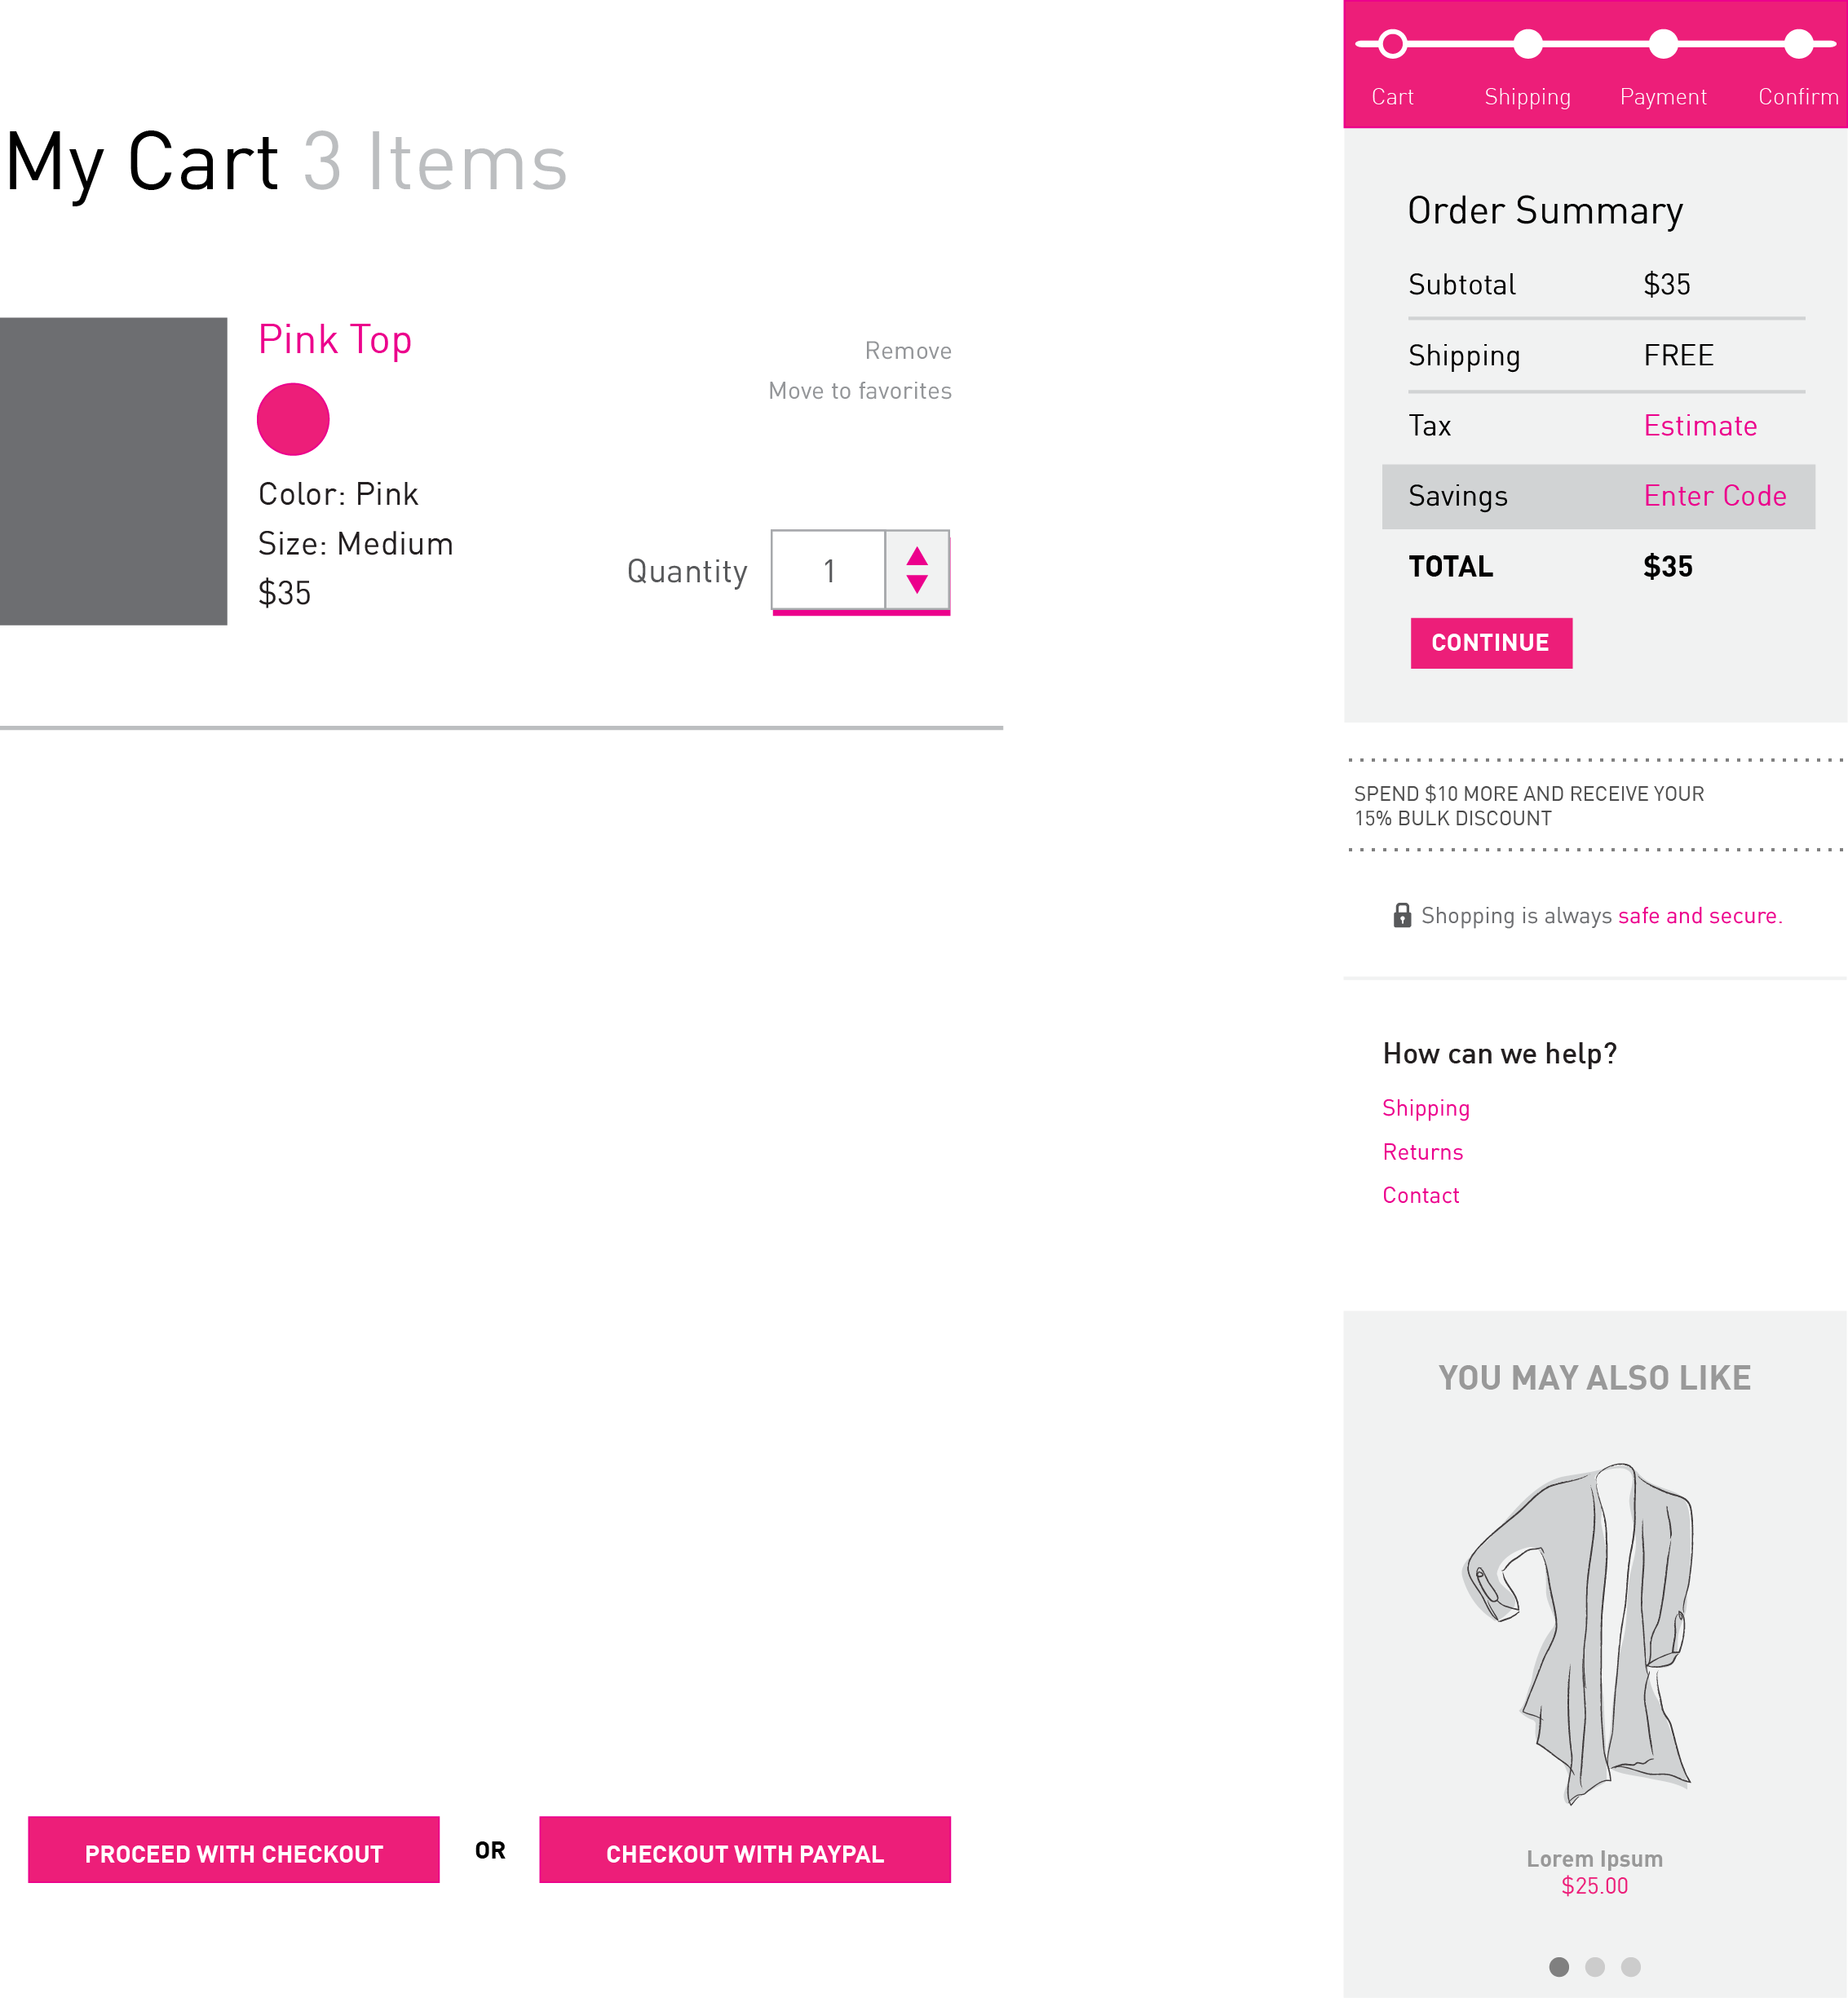 Cart Shipping Payment Confirm
My Cart 3 Items
Pink Top
Remove
Move to favorites
Color: Pink
Size: Medium
$35
Quantity 1
Order Summary
Subtotal $35
Shipping FREE
Tax Estimate
Savings Enter Code
TOTAL $35
CONTINUE
SPEND $10 MORE AND RECEIVE YOUR
15% BULK DISCOUNT
Shopping is always safe and secure.
How can we help?
Shipping
Returns
Contact
YOU MAY ALSO LIKE
Lorem Ipsum
$25.00
PROCEED WITH CHECKOUT OR CHECKOUT WITH PAYPAL